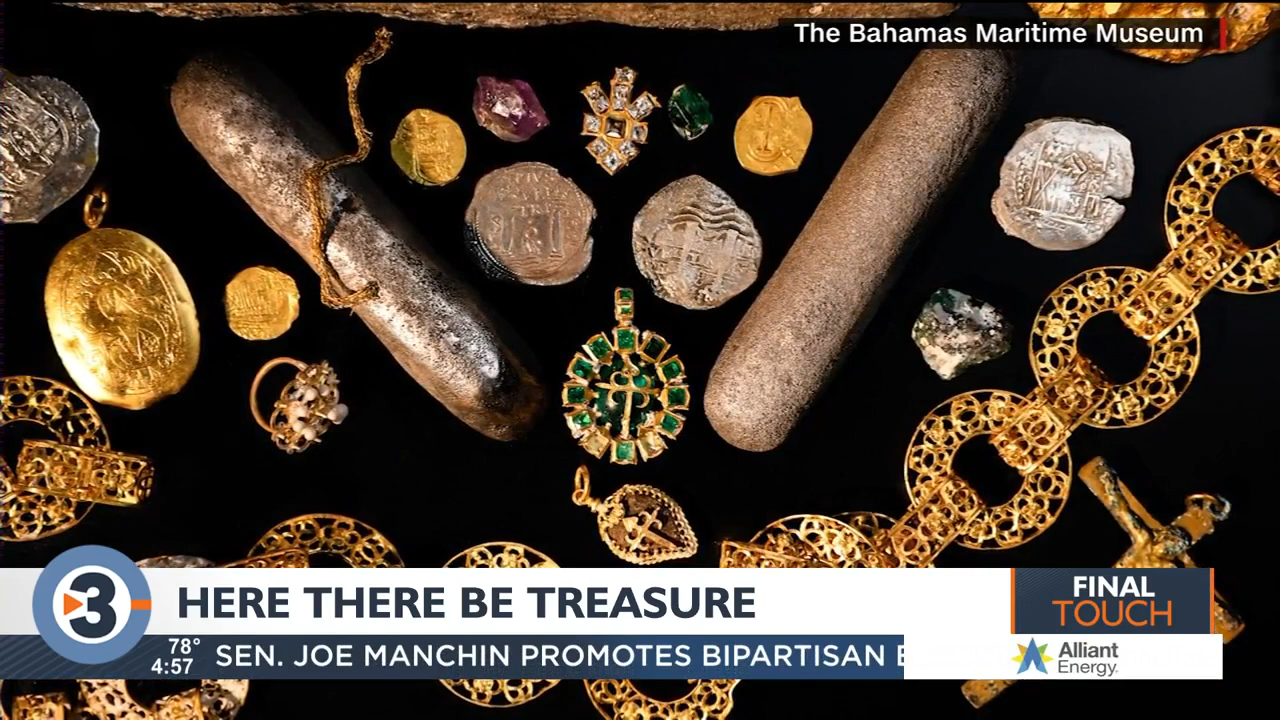 The Bahamas Maritime Museum
3
HERE THERE BE TREASURE
FINAL
TOUCH
78°
4:57
SEN. JOE MANCHIN PROMOTES BIPARTISAN
Alliant
Energy.